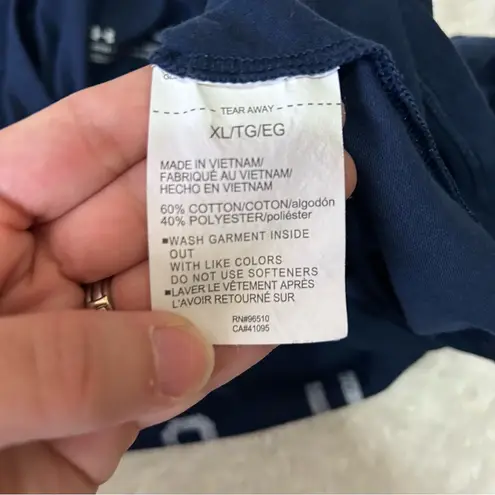 TEAR AWAY
XL/TG/EG
MADE IN VIETNAM/
FABRIQUÉ AU VIETNAM/
HECHO EN VIETNAM
60% COTTON/COTON/algodón
40% POLYESTER/poliéster
▪WASH GARMENT INSIDE
OUT
WITH LIKE COLORS
DO NOT USE SOFTENERS
▪LAVER LE VÊTEMENT APRÈS
L'AVOIR RETOURNÉ SUR
RN#96510
CA#41095